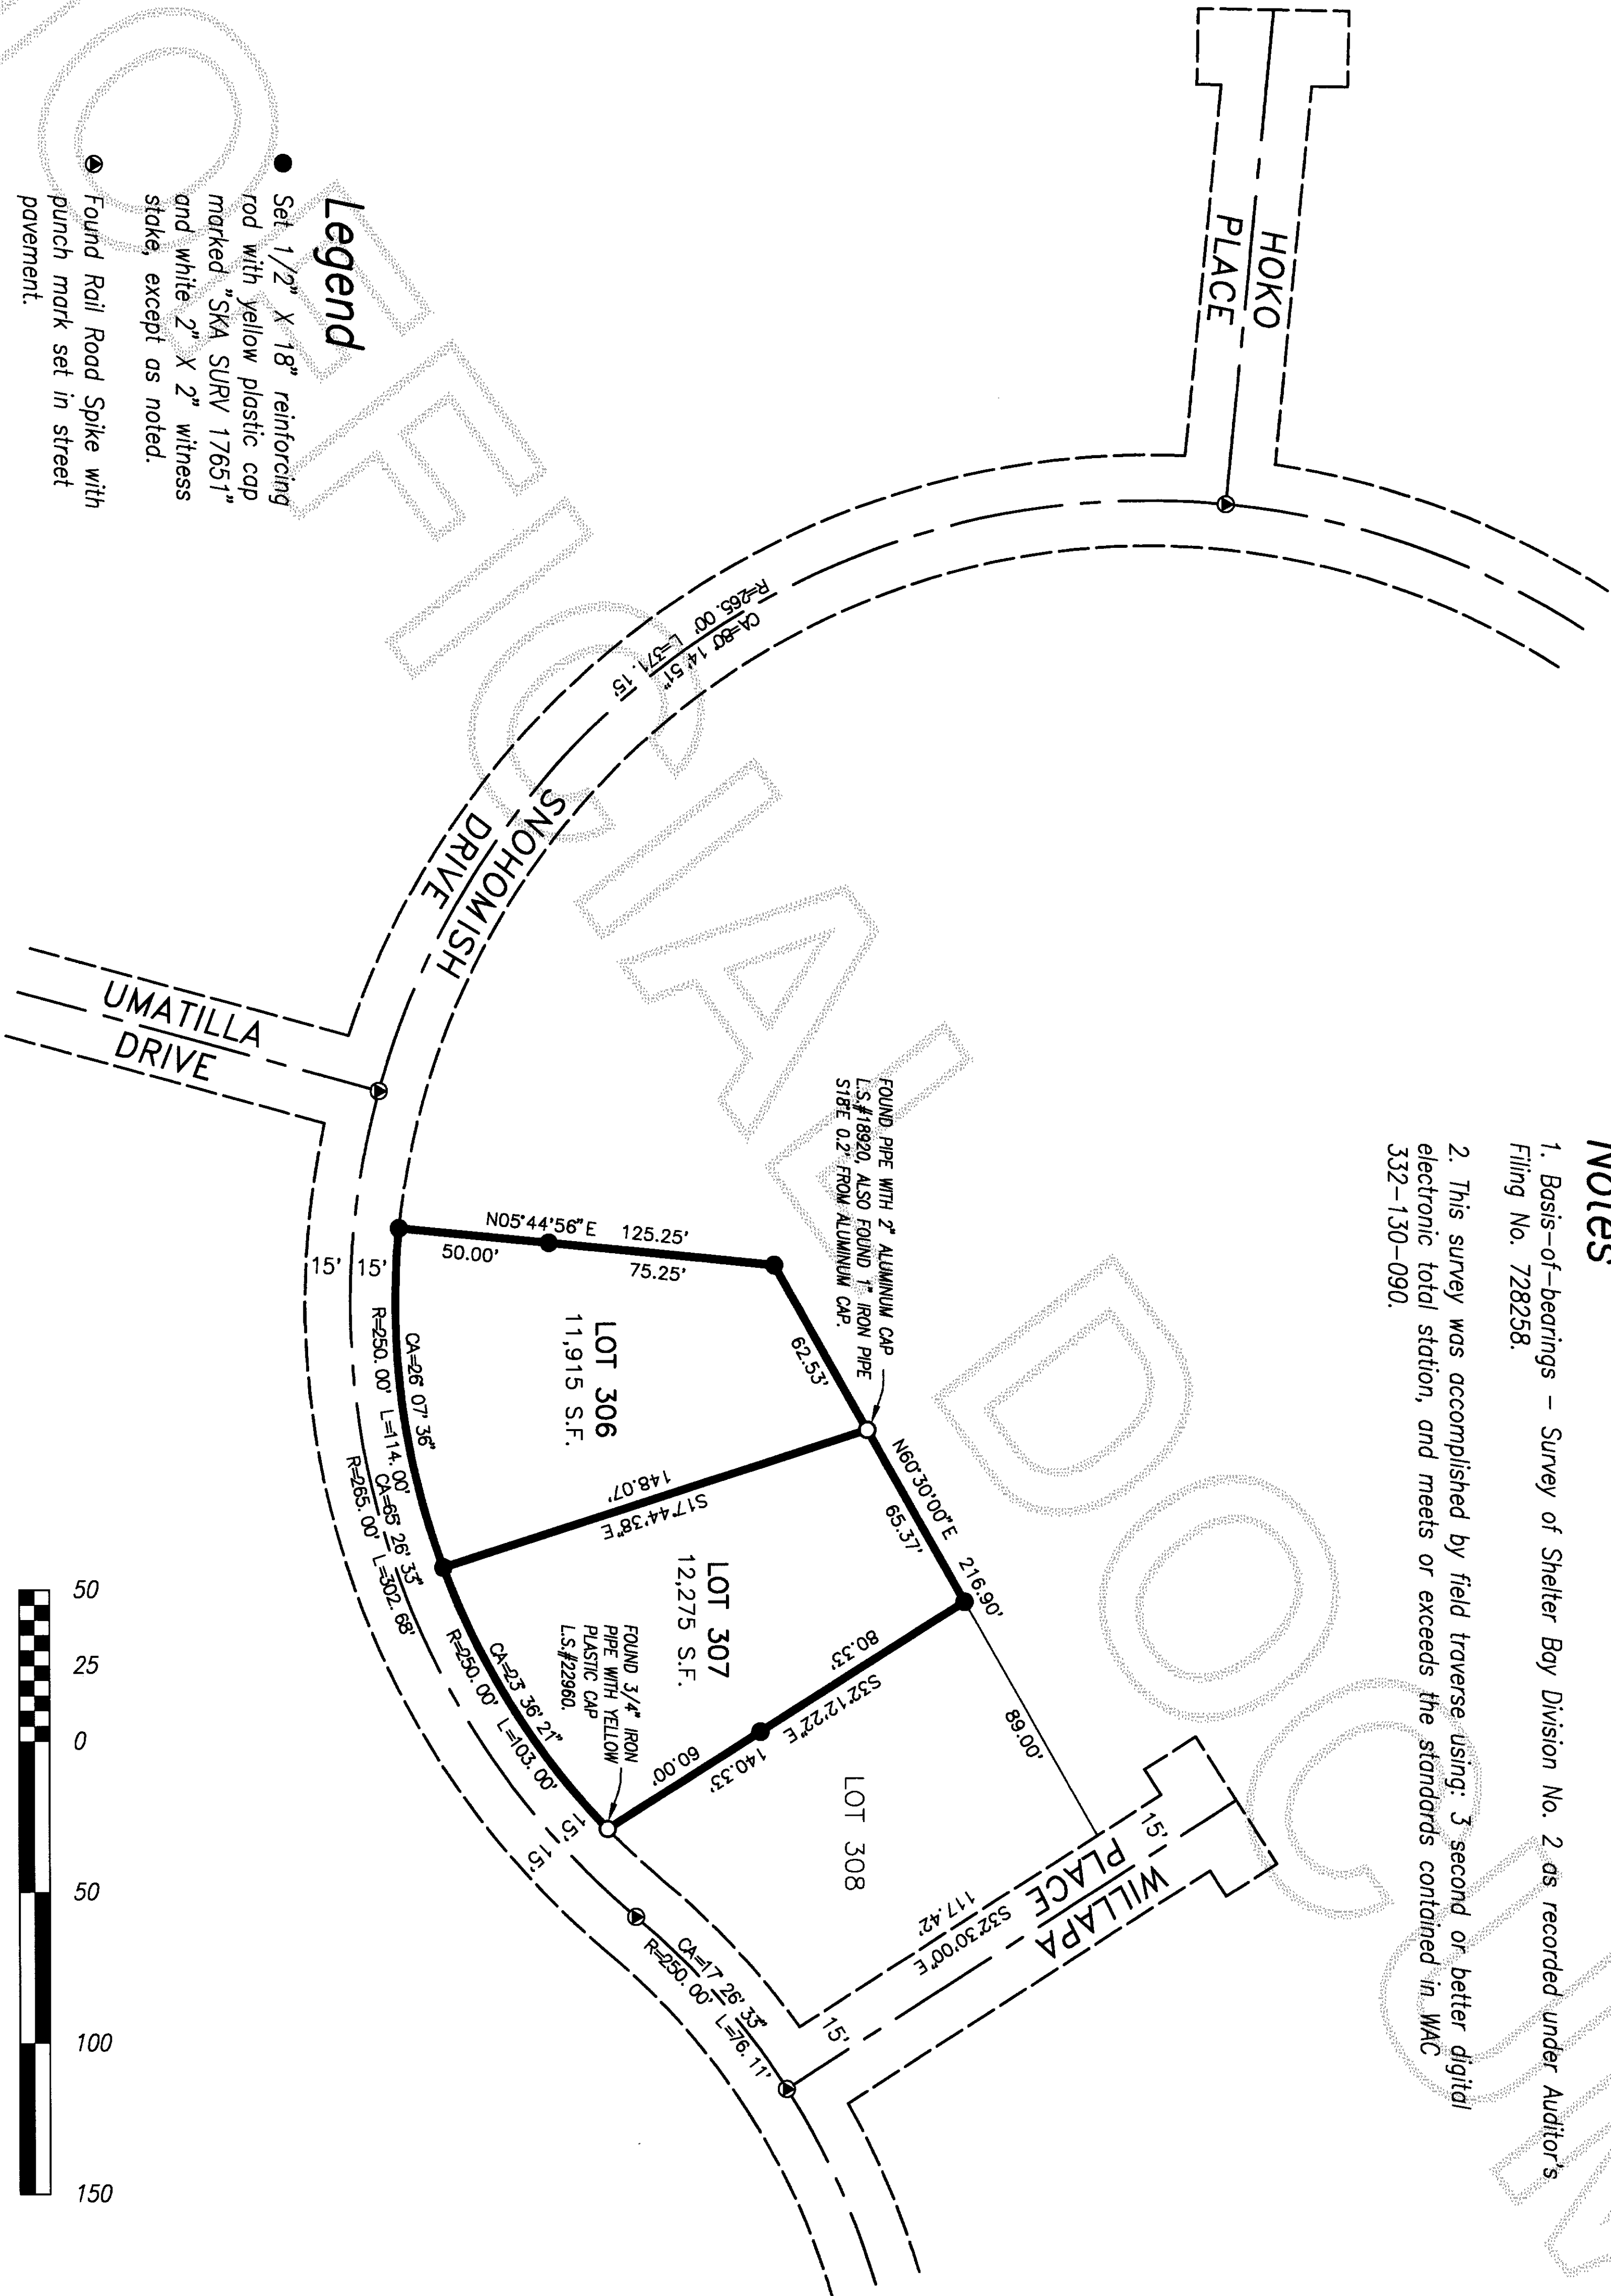 Notes
1. Basis-of-bearings - Survey of Shelter Bay Division No. 2 as recorded under Auditor's
Filing No. 728258.
2. This survey was accomplished by field traverse using: 3 second or better digital
electronic total station, and meets or exceeds the standards contained in WAC
332-130-090.
HOKO
PLACE
R=265.00' L=371.15'
CA=80°14'51"
SNOHOMISH
DRIVE
UMATILLA
DRIVE
FOUND PIPE WITH 2" ALUMINUM CAP
L.S.#18920, ALSO FOUND 1" IRON PIPE
S18°E 0.2' FROM ALUMINUM CAP.
N05°44'56"E 125.25'
50.00'
75.25'
62.53'
N60°30'00"E 216.90'
65.37'
89.00'
LOT 306
11,915 S.F.
148.07'
S17°44'38"E
LOT 307
12,275 S.F.
80.33'
S32°12'22"E
140.33'
60.00'
LOT 308
FOUND 3/4" IRON
PIPE WITH YELLOW
PLASTIC CAP
L.S.#22960.
15'
15'
CA=26°07'36"
R=250.00' L=114.00'
CA=65°26'33"
R=265.00' L=302.68'
CA=23°36'21"
R=250.00' L=103.00'
15'
15'
CA=17°26'33"
R=250.00' L=76.11'
WILLAPA
PLACE
S32°30'00"E
117.42'
15'
15'
Legend
Set 1/2" X 18" reinforcing
rod with yellow plastic cap
marked "SKA SURV 17651"
and white 2" X 2" witness
stake, except as noted.
Found Rail Road Spike with
punch mark set in street
pavement.
50 25 0 50 100 150
OFFICIAL DOCUM